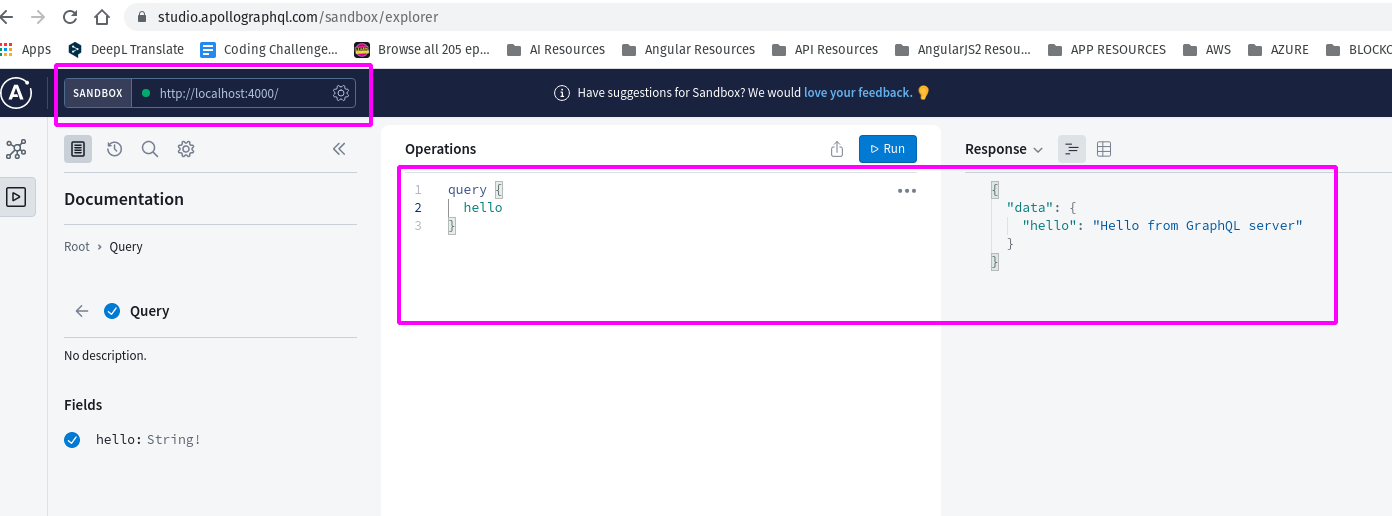 studio.apollographql.com/sandbox/explorer
Apps DeepL Translate Coding Challenge... Browse all 205 ep... AI Resources Angular Resources API Resources AngularJS2 Resou... APP RESOURCES AWS AZURE BLOCKC
SANDBOX http://localhost:4000/ Have suggestions for Sandbox? We would love your feedback.
Operations Run Response
Documentation
Root › Query
Query
No description.
Fields
hello: String!
1 query {
2 hello
3 }
{
"data": {
"hello": "Hello from GraphQL server"
}
}